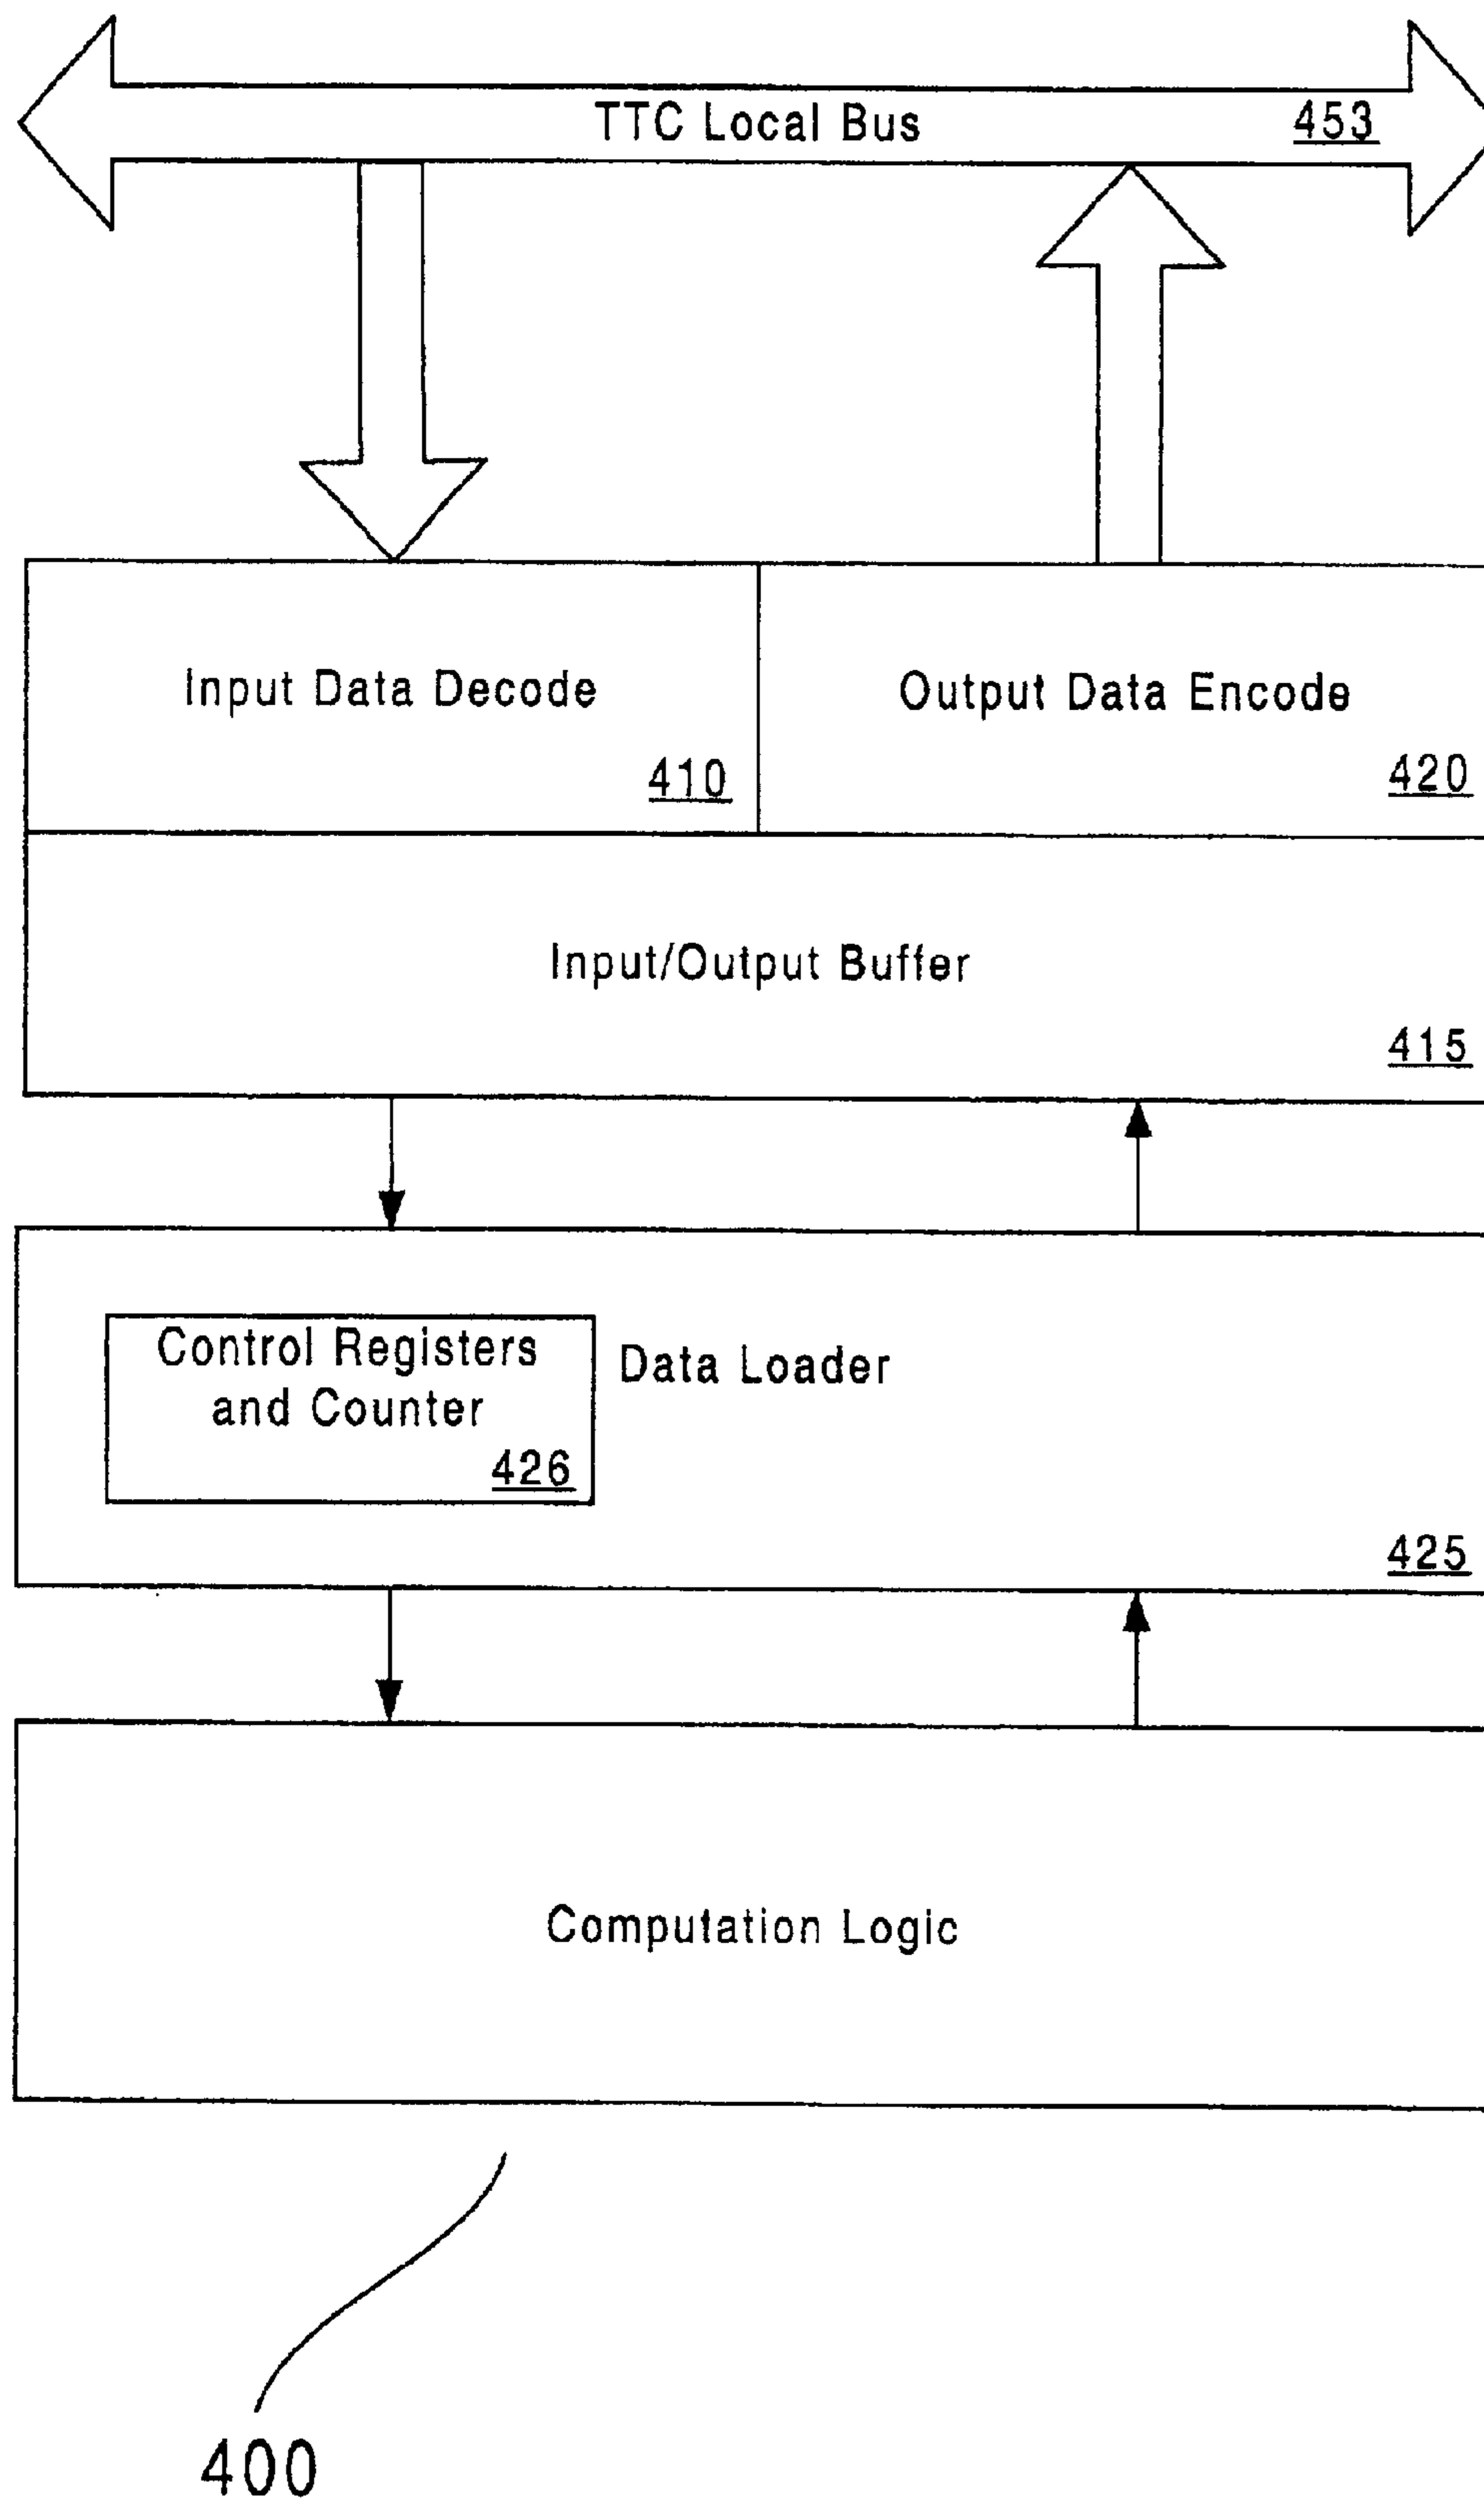 TTC Local Bus 453
Input Data Decode
410
Output Data Encode
420
Input/Output Buffer
415
Control Registers
and Counter
426
Data Loader
425
Computation Logic
400